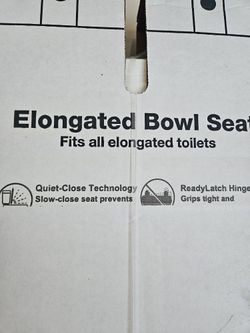 Elongated Bowl Seat
Fits all elongated toilets
Quiet-Close Technology
Slow-close seat prevents
ReadyLatch Hinge
Grips tight and